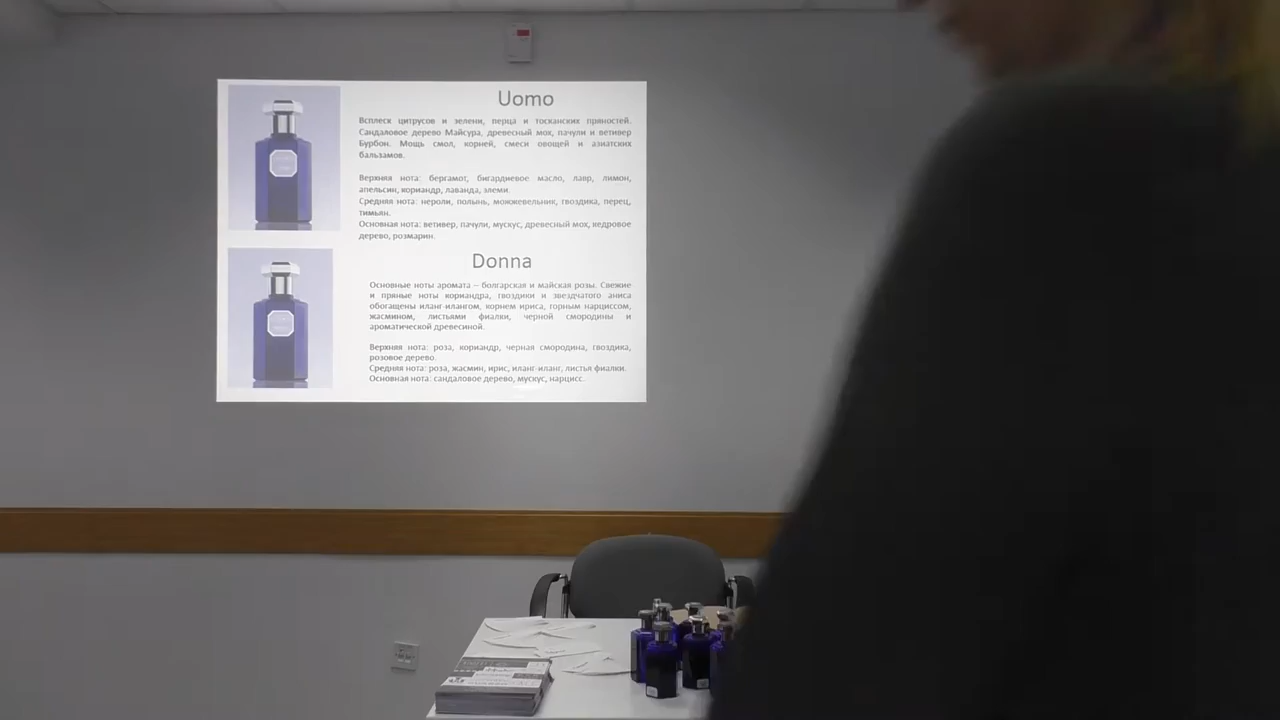 Uomo
Всплеск цитрусов и зелени, перца и тосканских пряностей.
Сандаловое дерево Майсура, древесный мох, пачули и ветивер
Бурбон. Мощь смол, корней, смеси овощей и азиатских
бальзамов.
Верхняя нота: бергамот, бигардиевое масло, лавр, лимон,
апельсин, кориандр, лаванда, элеми.
Средняя нота: нероли, полынь, можжевельник, гвоздика, перец,
тимьян.
Основная нота: ветивер, пачули, мускус, древесный мох, кедровое
дерево, розмарин.
Donna
Основные ноты аромата – болгарская и майская розы. Свежие
и пряные ноты кориандра, гвоздики и звездчатого аниса
обогащены иланг-илангом, корнем ириса, горным нарциссом,
жасмином, листьями фиалки, черной смородины и
ароматической древесиной.
Верхняя нота: роза, кориандр, черная смородина, гвоздика,
розовое дерево.
Средняя нота: роза, жасмин, ирис, иланг-иланг, листья фиалки.
Основная нота: сандаловое дерево, мускус, нарцисс.